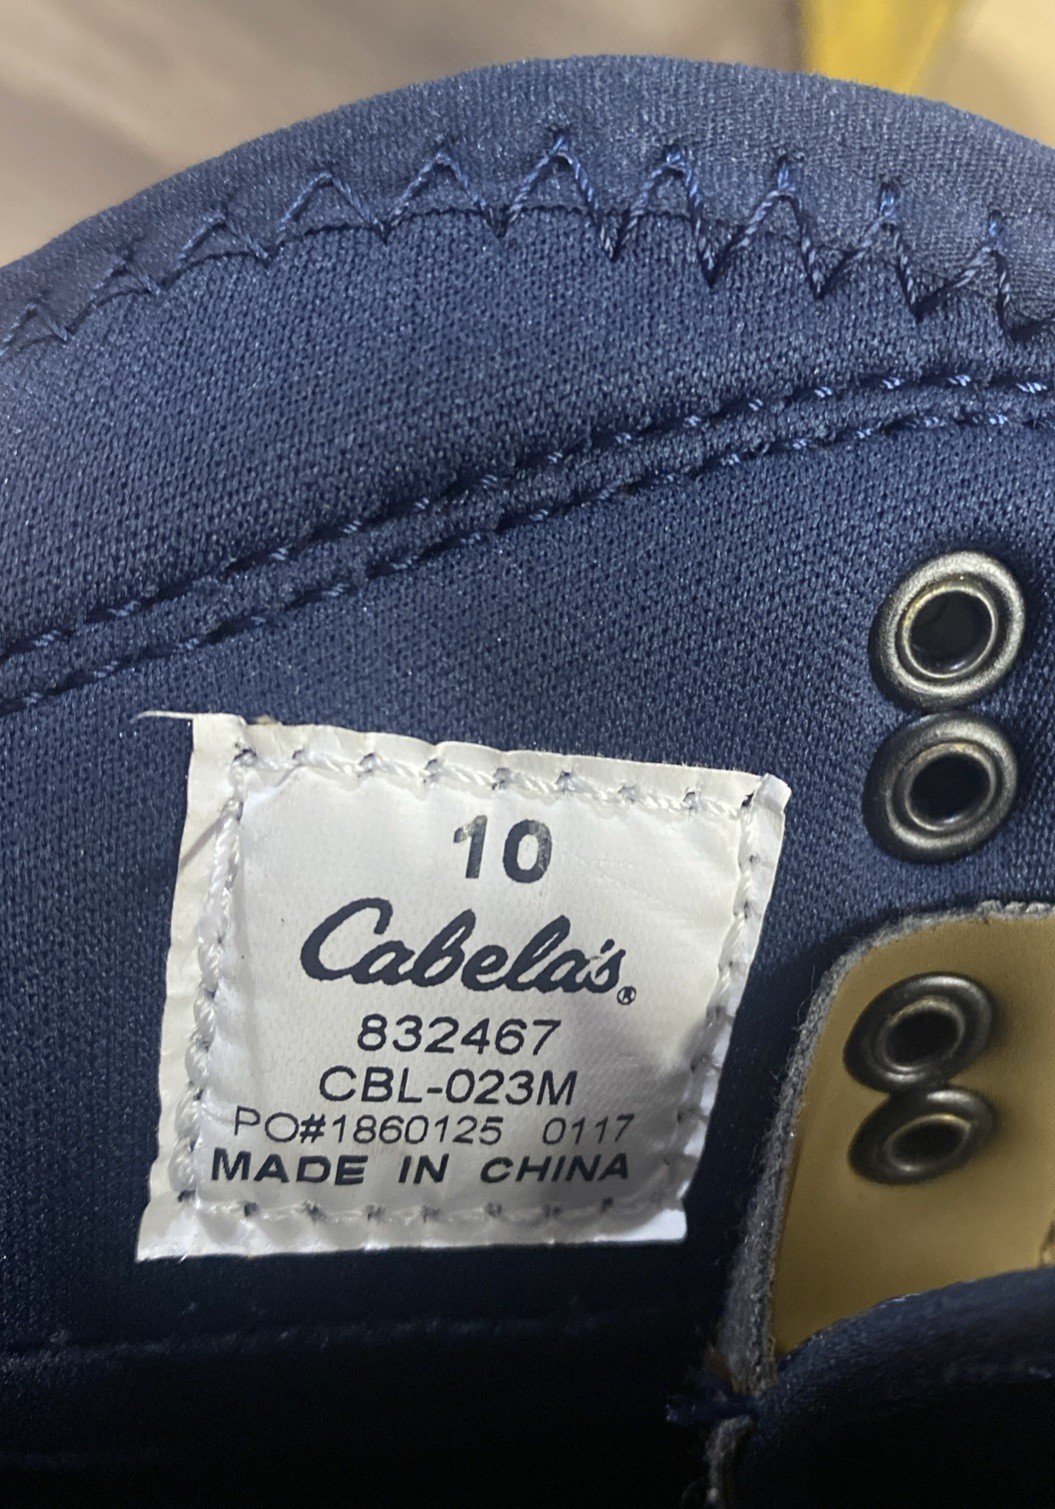 10
Cabela's®
832467
CBL-023M
PO#1860125 0117
MADE IN CHINA